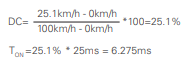 DC= 25.1km/h - 0km/h / 100km/h - 0km/h *100=25.1%
TON=25.1% * 25ms = 6.275ms